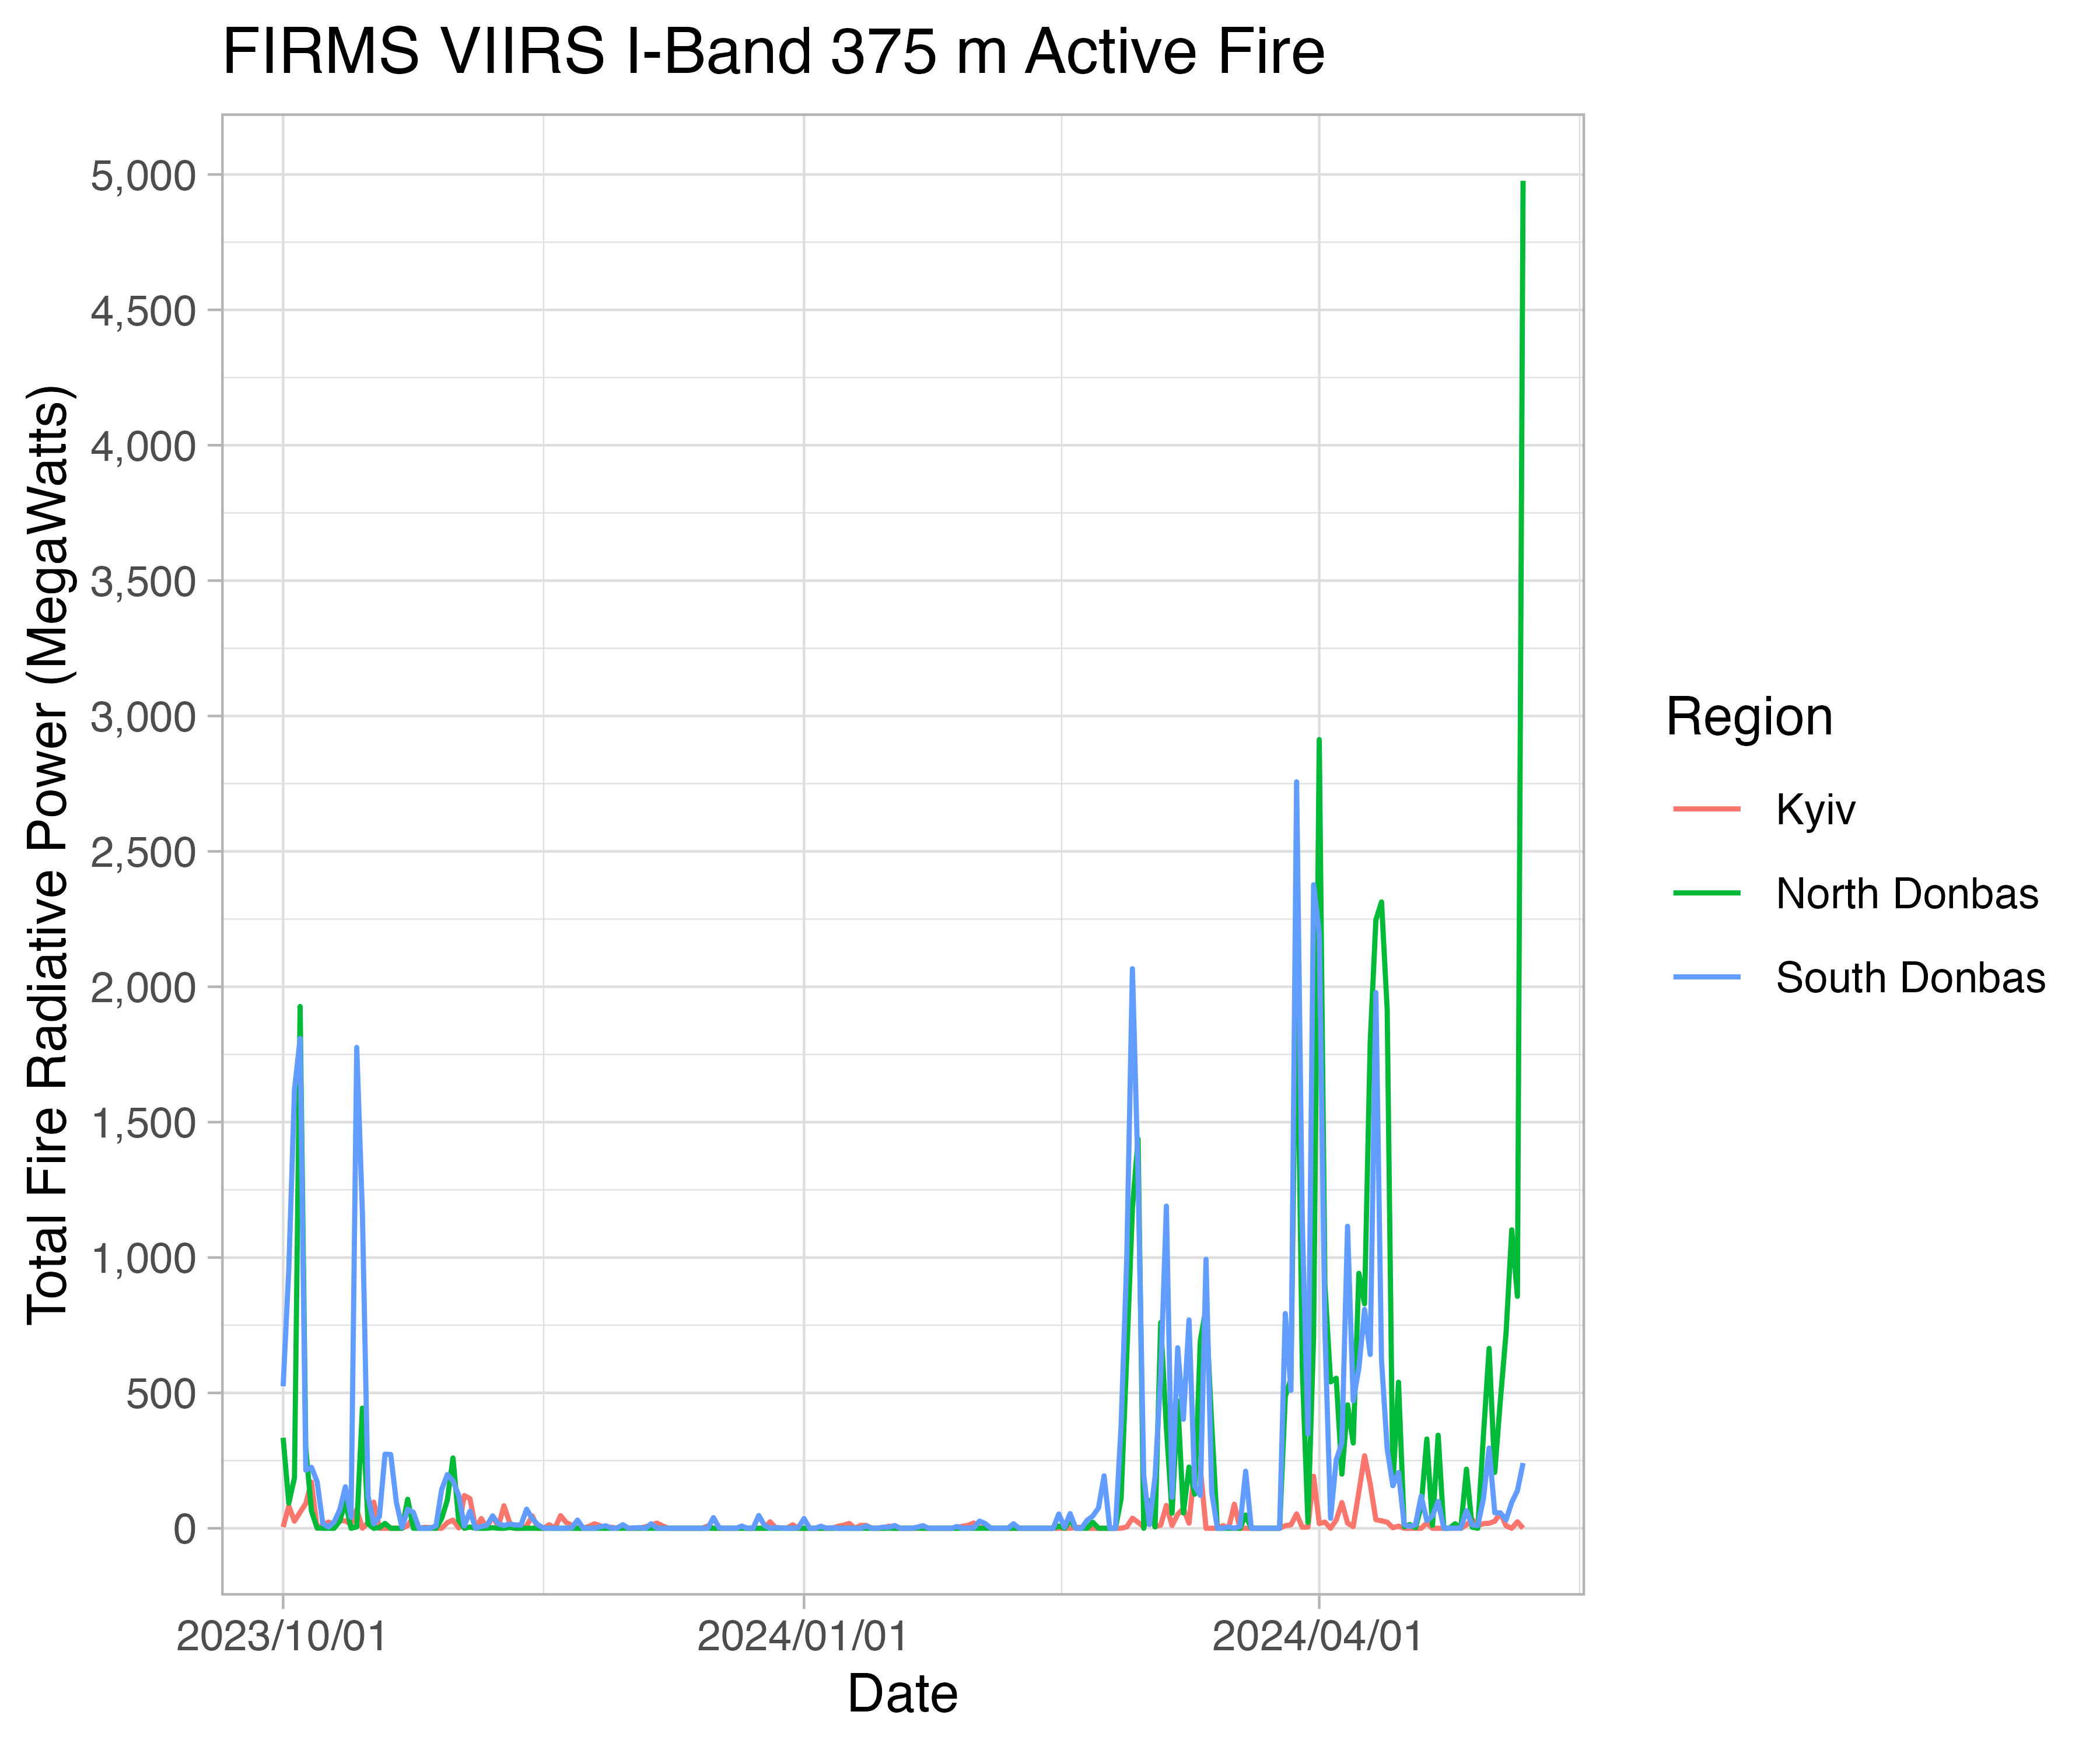 FIRMS VIIRS I-Band 375 m Active Fire
Total Fire Radiative Power (MegaWatts)
5,000
4,500
4,000
3,500
3,000
2,500
2,000
1,500
1,000
500
0
2023/10/01
2024/01/01
2024/04/01
Date
Region
Kyiv
North Donbas
South Donbas